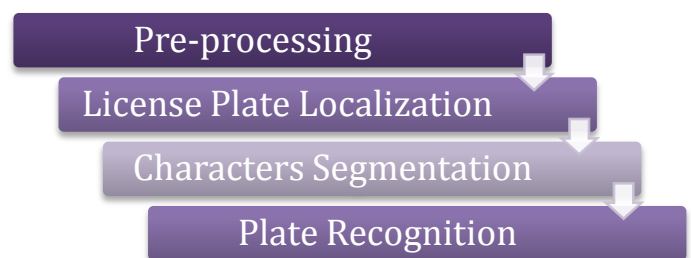 Pre-processing
License Plate Localization
Characters Segmentation
Plate Recognition